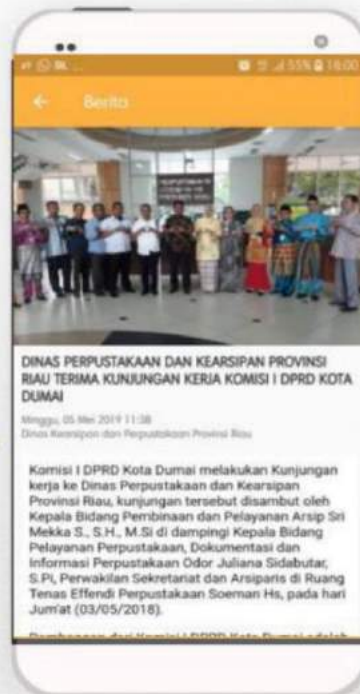 55% 16:00
Berita
DINAS PERPUSTAKAAN DAN KEARSIPAN PROVINSI
RIAU TERIMA KUNJUNGAN KERJA KOMISI I DPRD KOTA
DUMAI
Minggu, 05 Mei 2019 11:38
Dinas Kearsipan dan Perpustakaan Provinsi Riau
Komisi I DPRD Kota Dumai melakukan Kunjungan
kerja ke Dinas Perpustakaan dan Kearsipan
Provinsi Riau, kunjungan tersebut disambut oleh
Kepala Bidang Pembinaan dan Pelayanan Arsip Sri
Mekka S., S.H., M.Si di dampingi Kepala Bidang
Pelayanan Perpustakaan, Dokumentasi dan
Informasi Perpustakaan Odor Juliana Sidabutar,
S.Pi, Perwakilan Sekretariat dan Arsiparis di Ruang
Tenas Effendi Perpustakaan Soeman Hs, pada hari
Jum'at (03/05/2018).